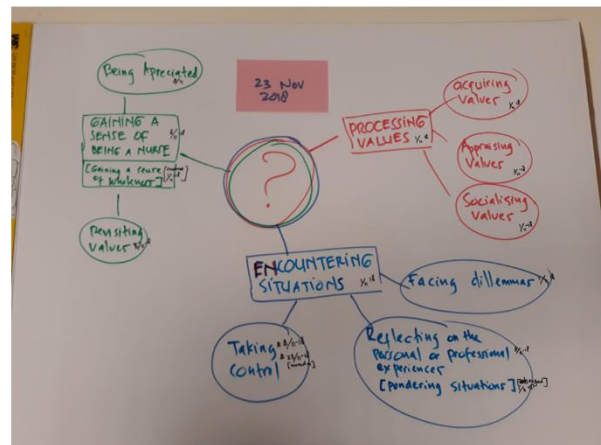 23 NOV
2018
Being Apreciated
GAINING A
SENSE OF
BEING A NURSE
[Gaining a sense
of wholeness]
Revisiting
values
?
PROCESSING
VALUES
acquiring
values
Appraising
values
Socialising
values
ENCOUNTERING
SITUATIONS
Facing dillemmas
Taking
control
Reflecting on the
personal or professional
experiences
[pondering situations]